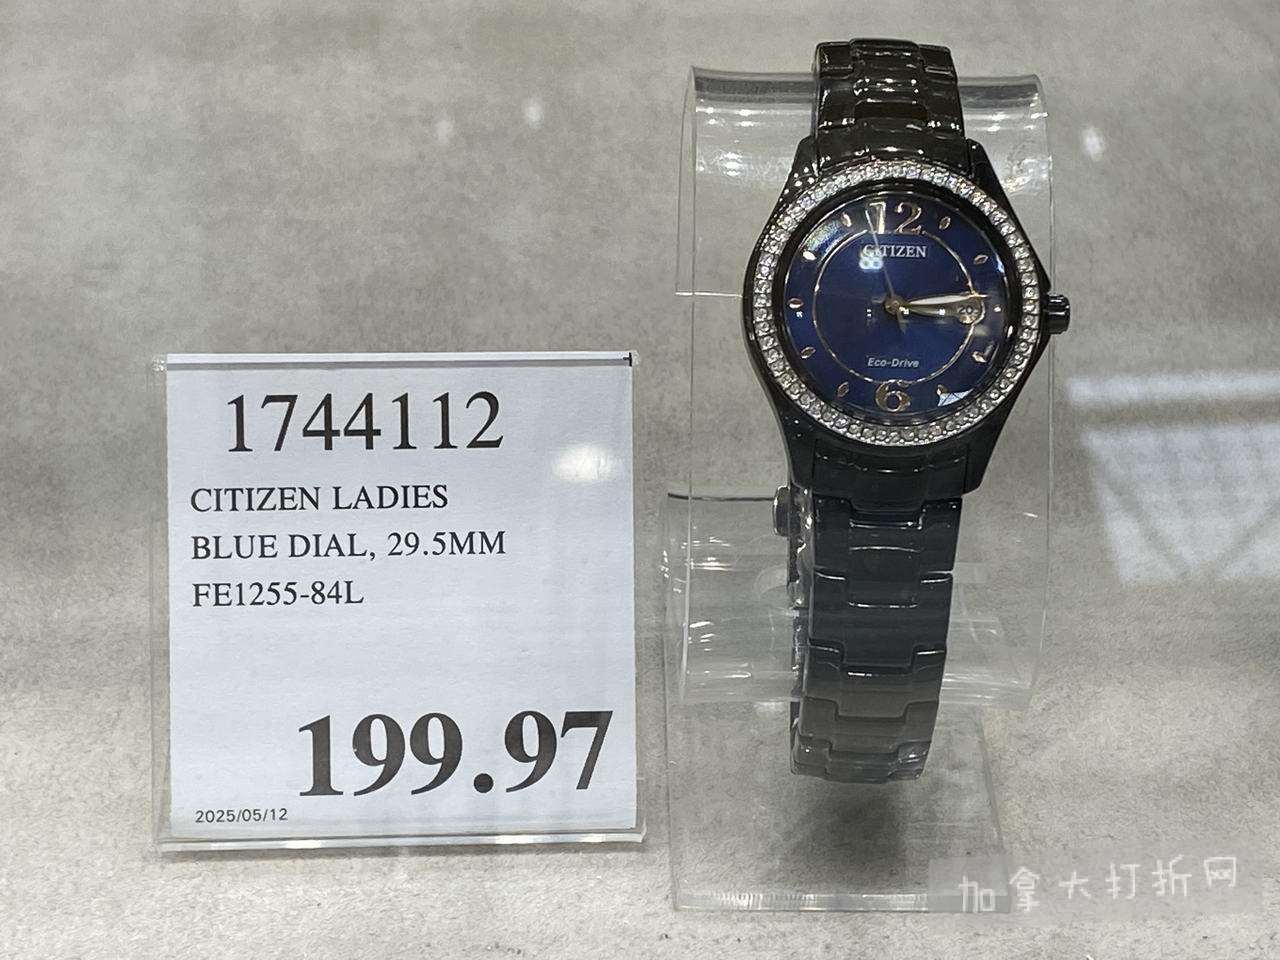 1744112
CITIZEN LADIES
BLUE DIAL, 29.5MM
FE1255-84L
199.97
2025/05/12
12
CITIZEN
20
Eco-Drive
6
加拿大打折网